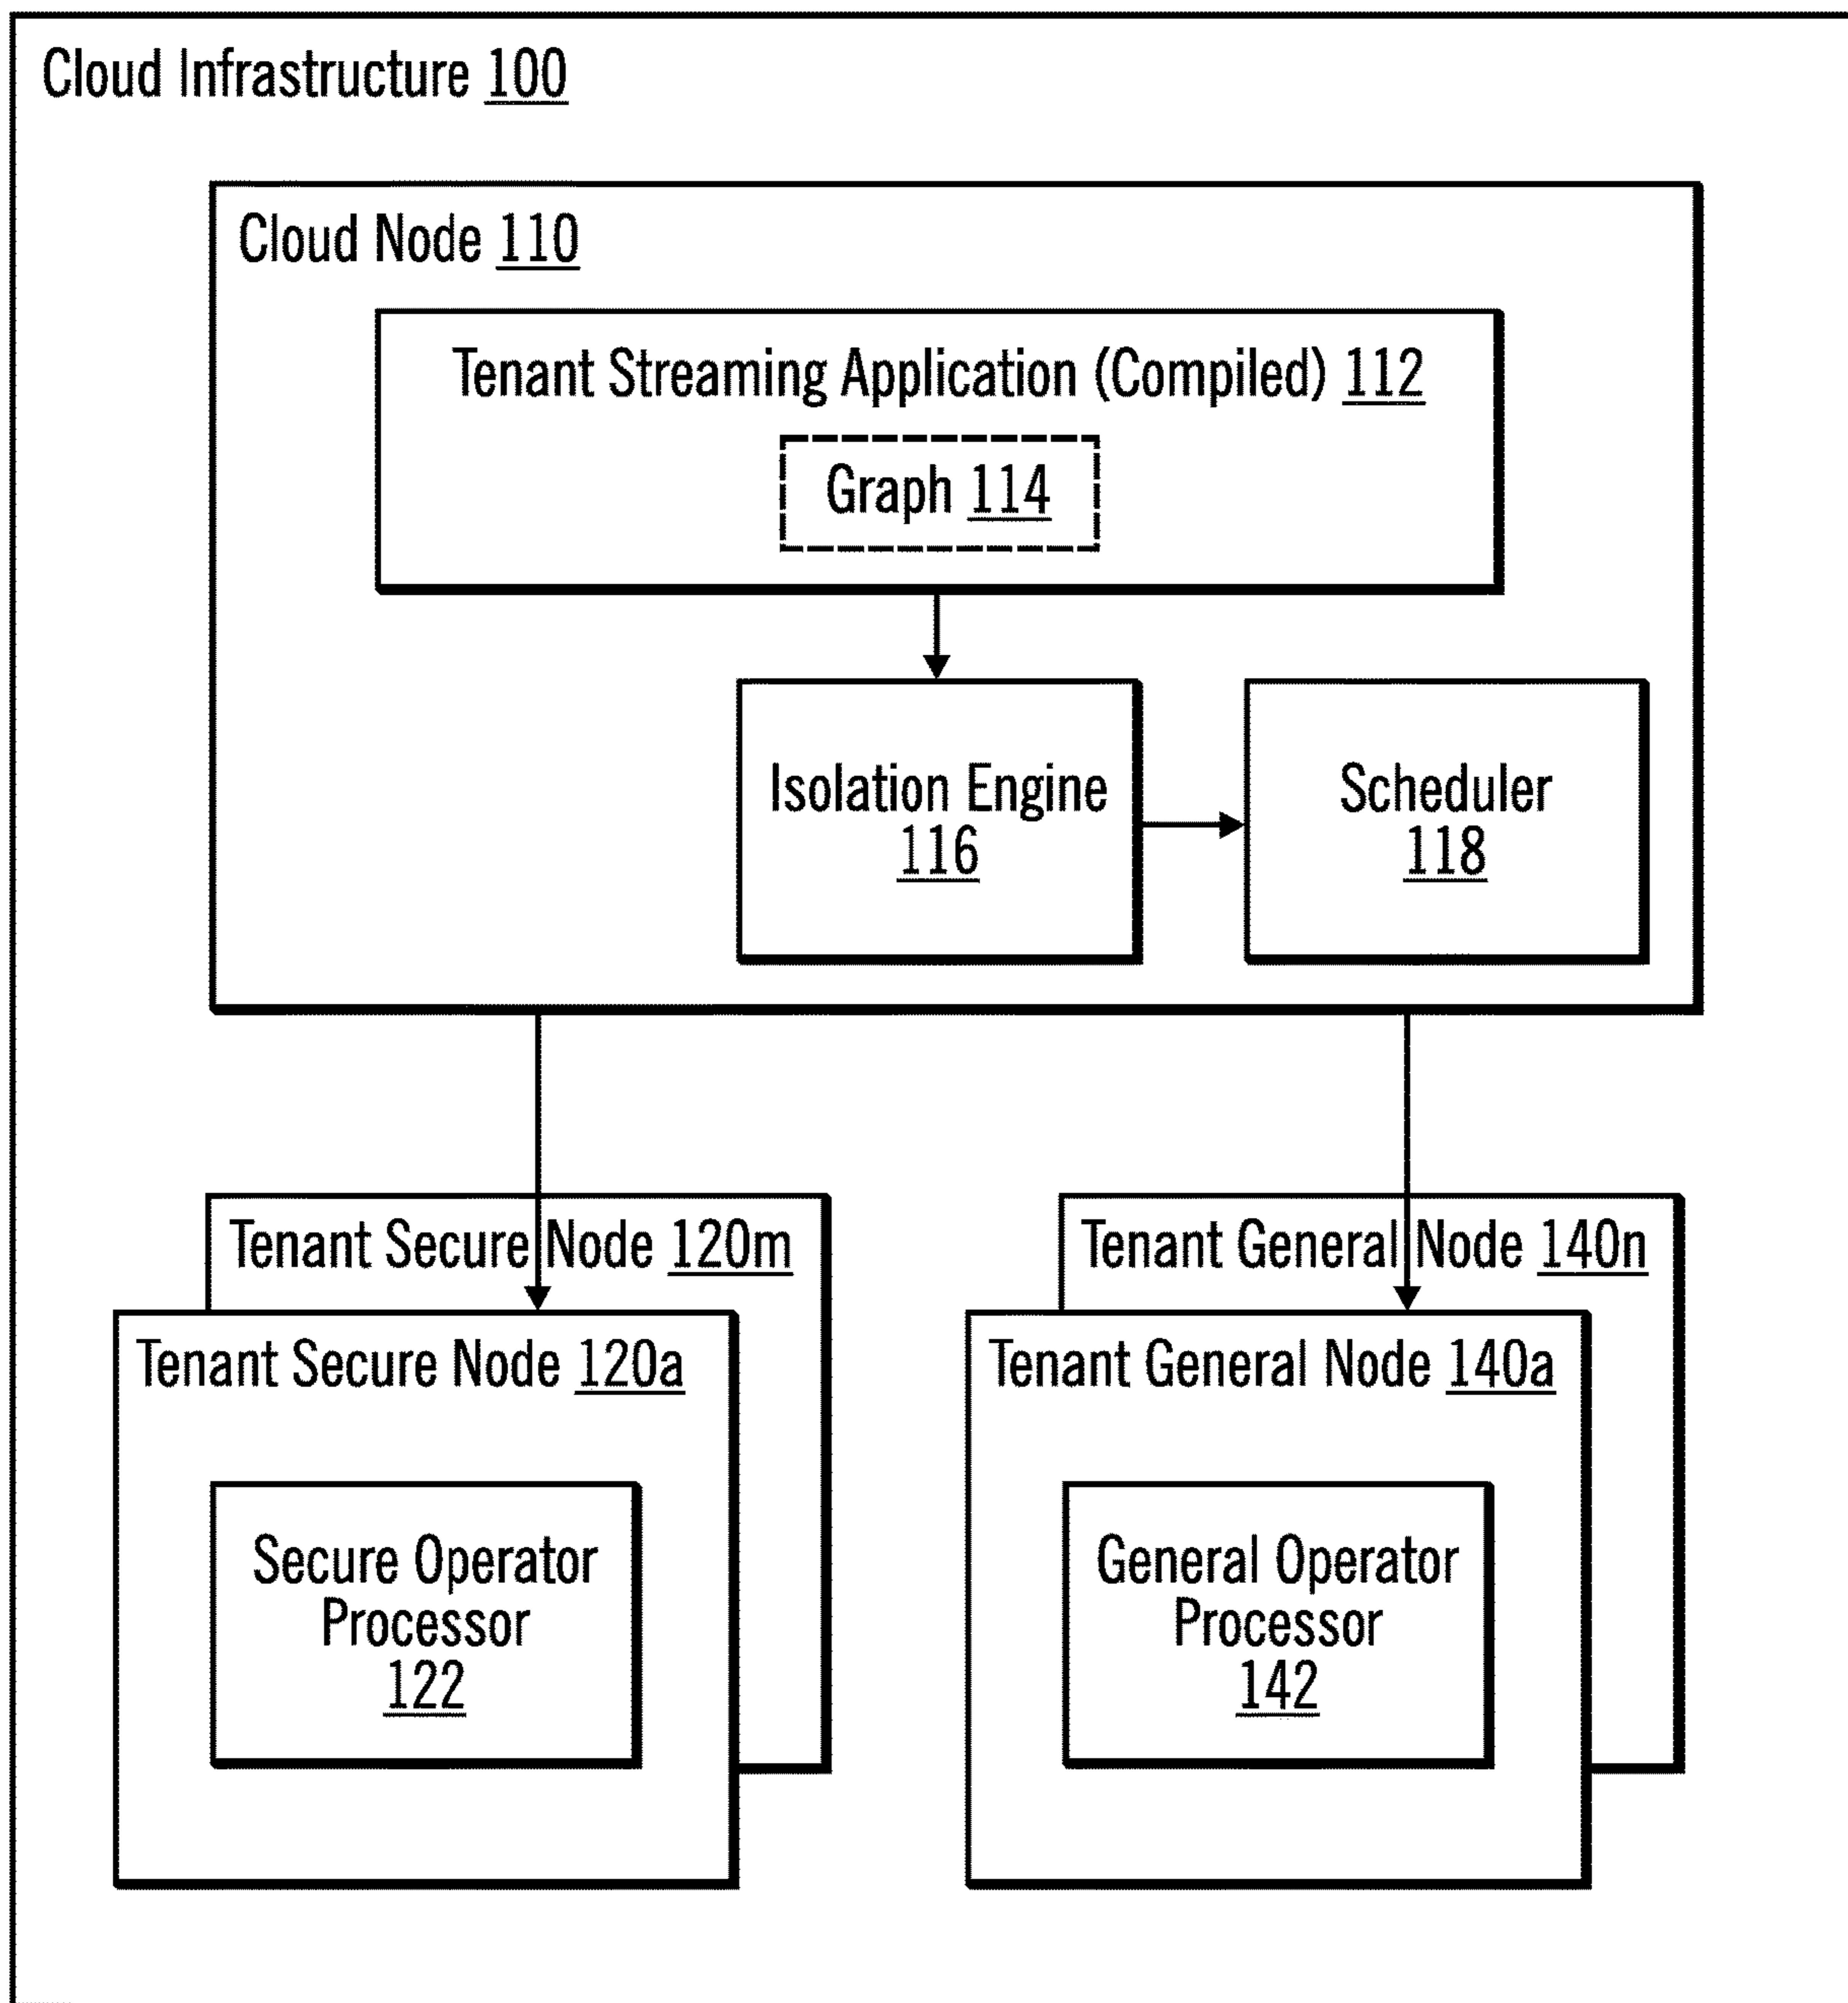 Cloud Infrastructure 100
Cloud Node 110
Tenant Streaming Application (Compiled) 112
Graph 114
Isolation Engine
116
Scheduler
118
Tenant Secure Node 120m
Tenant Secure Node 120a
Secure Operator
Processor
122
Tenant General Node 140n
Tenant General Node 140a
General Operator
Processor
142